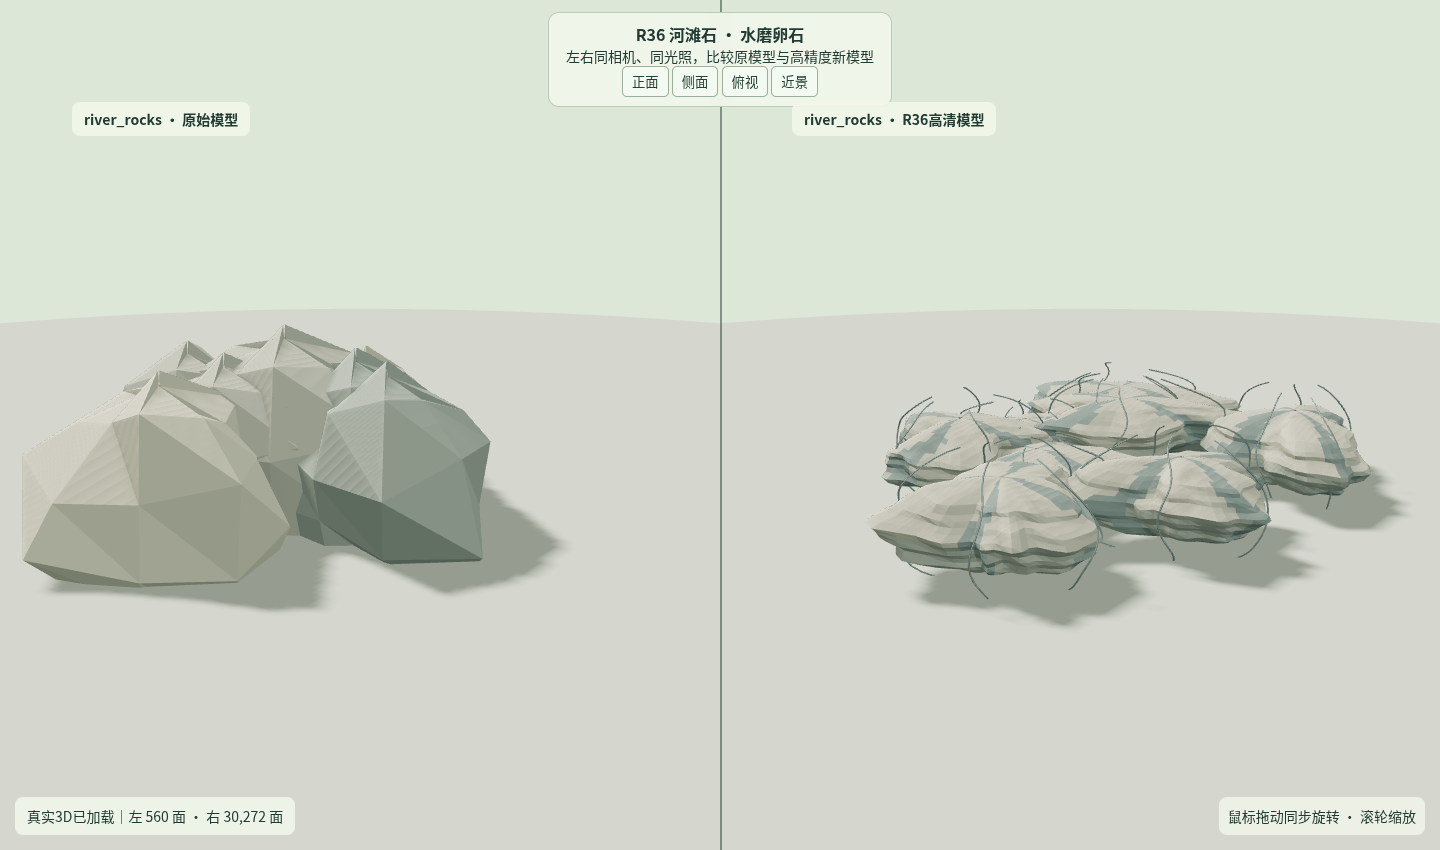 R36 河滩石 · 水磨卵石
左右同相机、同光照，比较原模型与高精度新模型
正面 侧面 俯视 近景
river_rocks · 原始模型
river_rocks · R36高清模型
真实3D已加载｜左 560 面 · 右 30,272 面
鼠标拖动同步旋转 · 滚轮缩放